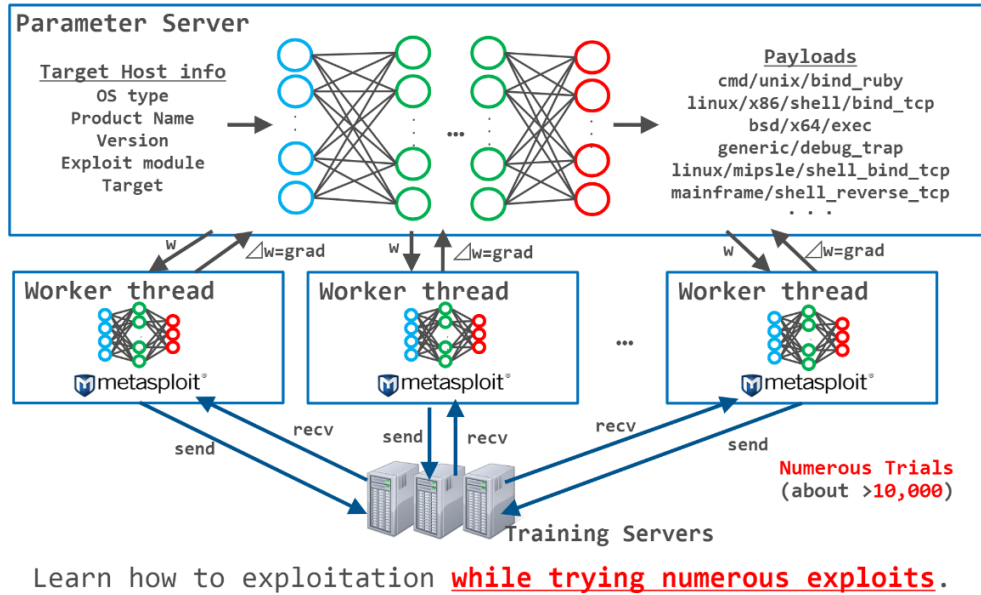 Parameter Server
Target Host info
OS type
Product Name
Version
Exploit module
Target
...
Payloads
cmd/unix/bind_ruby
linux/x86/shell/bind_tcp
bsd/x64/exec
generic/debug_trap
linux/mipsle/shell_bind_tcp
mainframe/shell_reverse_tcp
. . .
w
⊿w=grad
w
⊿w=grad
w
⊿w=grad
Worker thread
metasploit®
Worker thread
metasploit®
...
Worker thread
metasploit®
send
recv
send
recv
recv
send
Numerous Trials
(about >10,000)
Training Servers
Learn how to exploitation while trying numerous exploits.